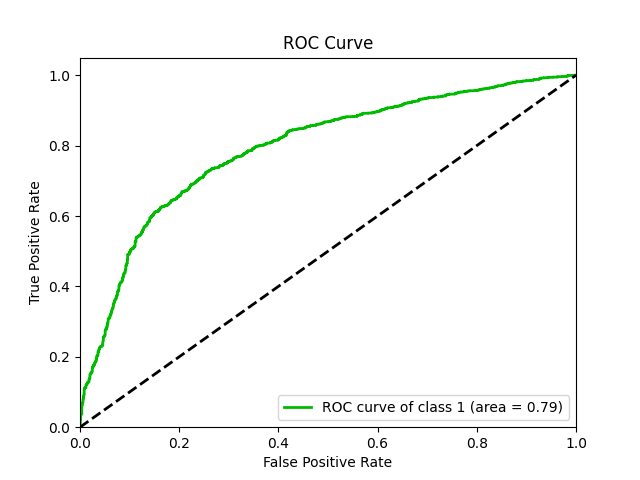 ROC Curve
True Positive Rate
1.0
0.8
0.6
0.4
0.2
0.0
ROC curve of class 1 (area = 0.79)
0.0 0.2 0.4 0.6 0.8 1.0
False Positive Rate